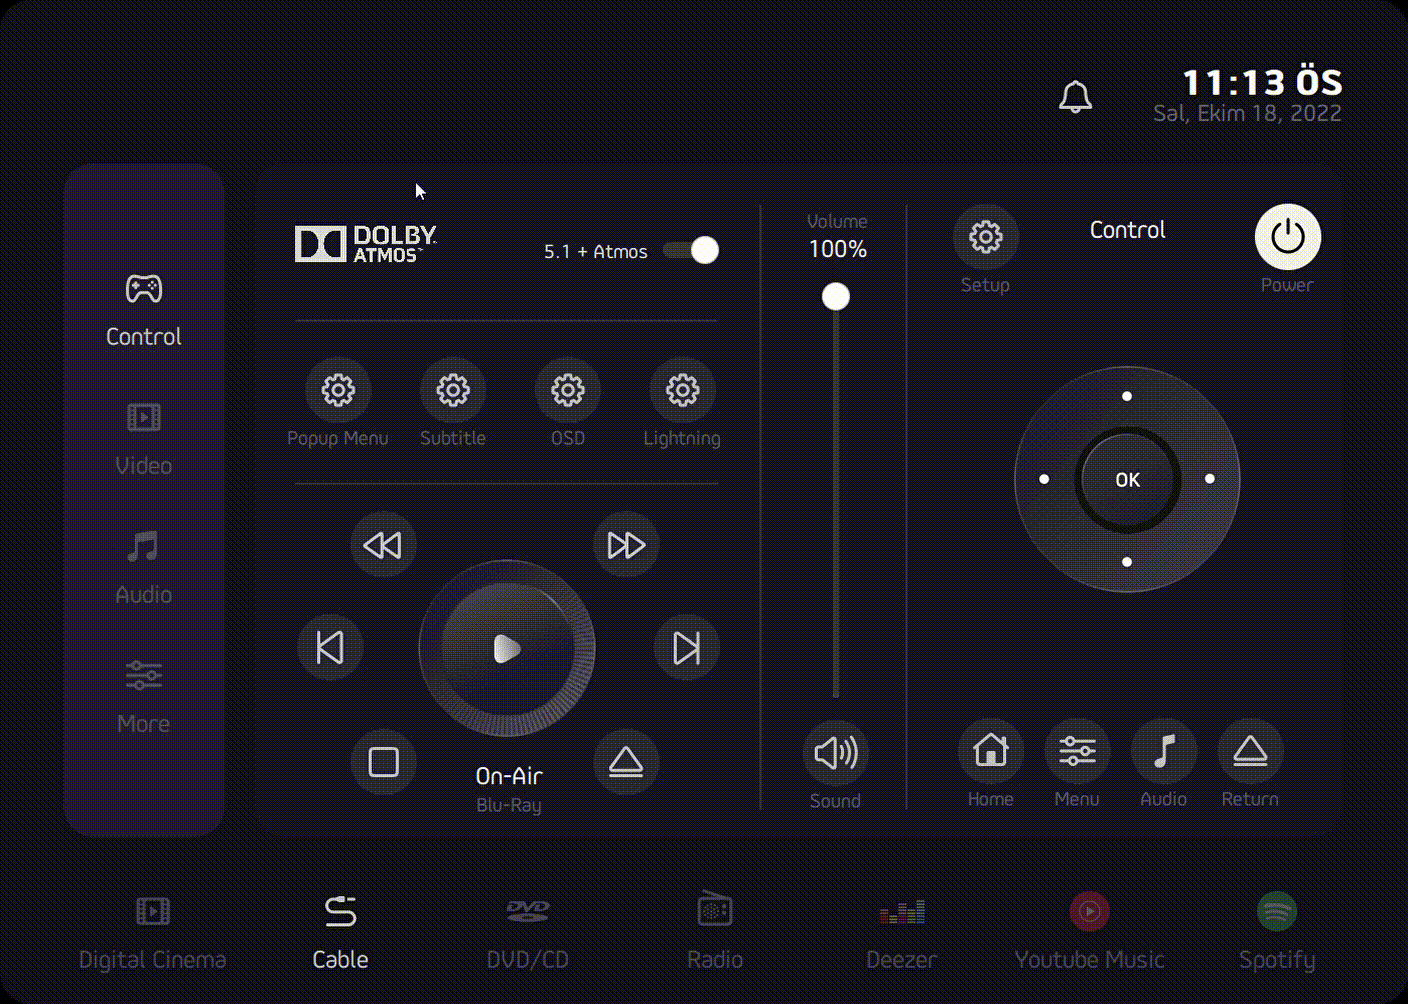 11:13 ÖS
Sal, Ekim 18, 2022
Control
Video
Audio
More
DOLBY
ATMOS
5.1 + Atmos
Popup Menu
Subtitle
OSD
Lightning
On-Air
Blu-Ray
Volume
100%
Sound
Setup
Control
Power
OK
Home
Menu
Audio
Return
Digital Cinema
Cable
DVD
DVD/CD
Radio
Deezer
Youtube Music
Spotify